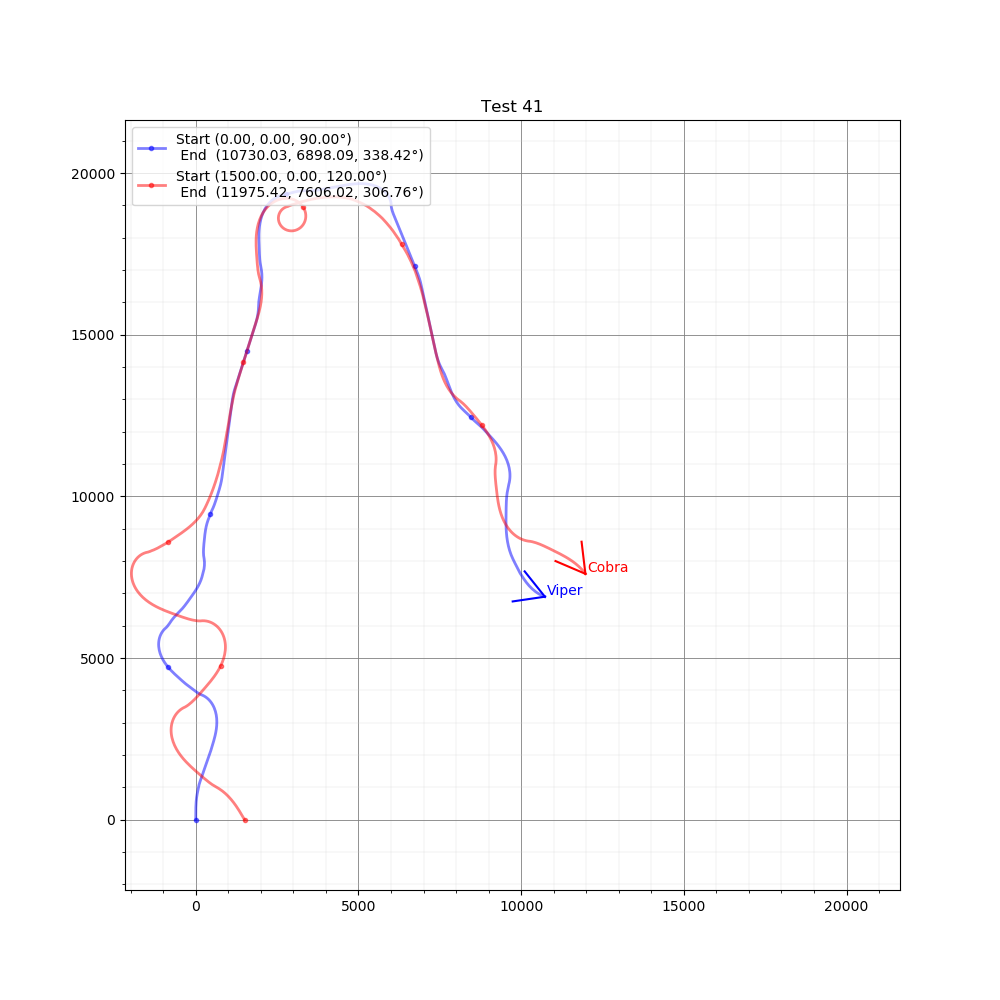 Test 41
Start (0.00, 0.00, 90.00°)
End (10730.03, 6898.09, 338.42°)
Start (1500.00, 0.00, 120.00°)
End (11975.42, 7606.02, 306.76°)
20000
15000
10000
5000
0
Cobra
Viper
0 5000 10000 15000 20000